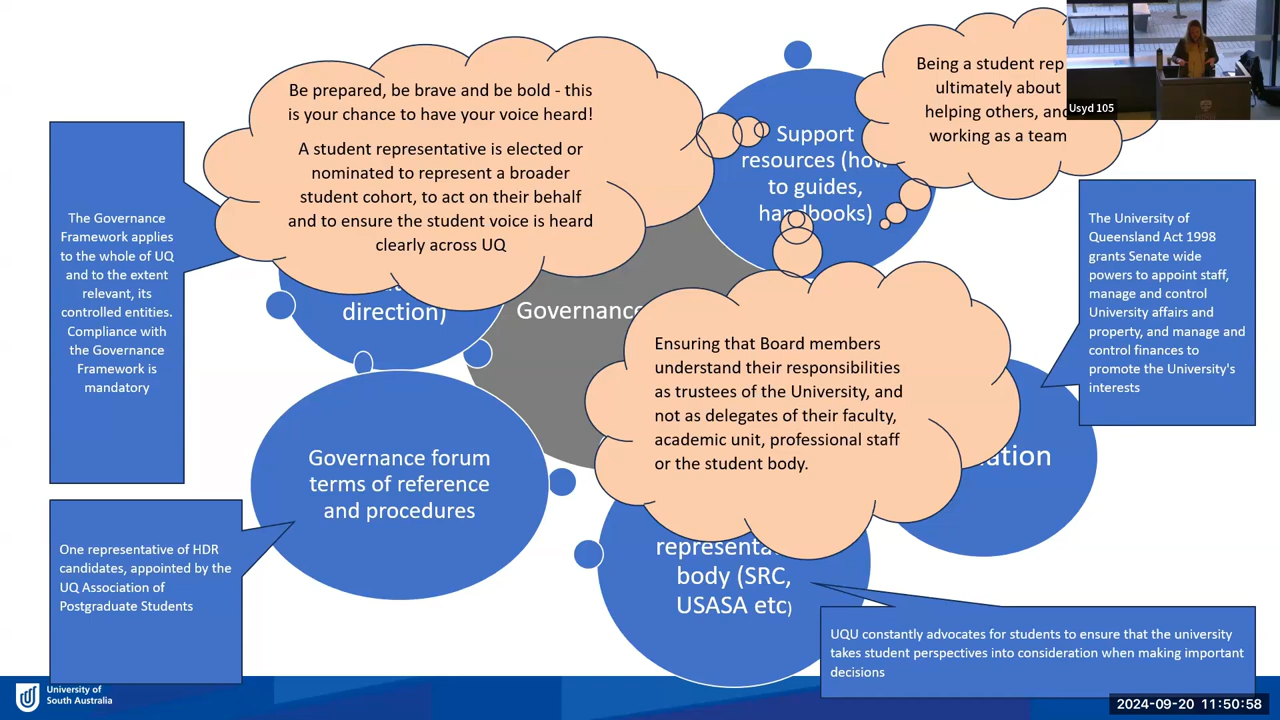 Be prepared, be brave and be bold - this
is your chance to have your voice heard!
A student representative is elected or
nominated to represent a broader
student cohort, to act on their behalf
and to ensure the student voice is heard
clearly across UQ
Being a student rep
ultimately about
helping others, and
working as a team
Usyd 105
Support
resources (how
to guides,
handbooks)
The Governance
Framework applies
to the whole of UQ
and to the extent
relevant, its
controlled entities.
Compliance with
the Governance
Framework is
mandatory
direction)
Governance
The University of
Queensland Act 1998
grants Senate wide
powers to appoint staff,
manage and control
University affairs and
property, and manage and
control finances to
promote the University's
interests
Ensuring that Board members
understand their responsibilities
as trustees of the University, and
not as delegates of their faculty,
academic unit, professional staff
or the student body.
Governance forum
terms of reference
and procedures
One representative of HDR
candidates, appointed by the
UQ Association of
Postgraduate Students
body (SRC,
USASA etc)
UQU constantly advocates for students to ensure that the university
takes student perspectives into consideration when making important
decisions
University of
South Australia
2024-09-20 11:50:58